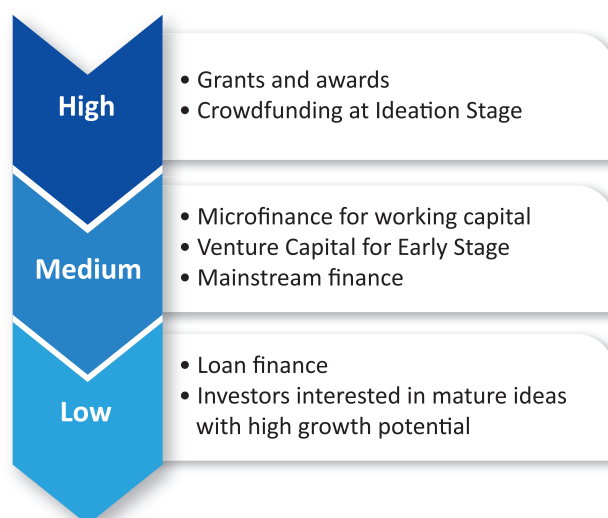 High
• Grants and awards
• Crowdfunding at Ideation Stage
Medium
• Microfinance for working capital
• Venture Capital for Early Stage
• Mainstream finance
Low
• Loan finance
• Investors interested in mature ideas
with high growth potential